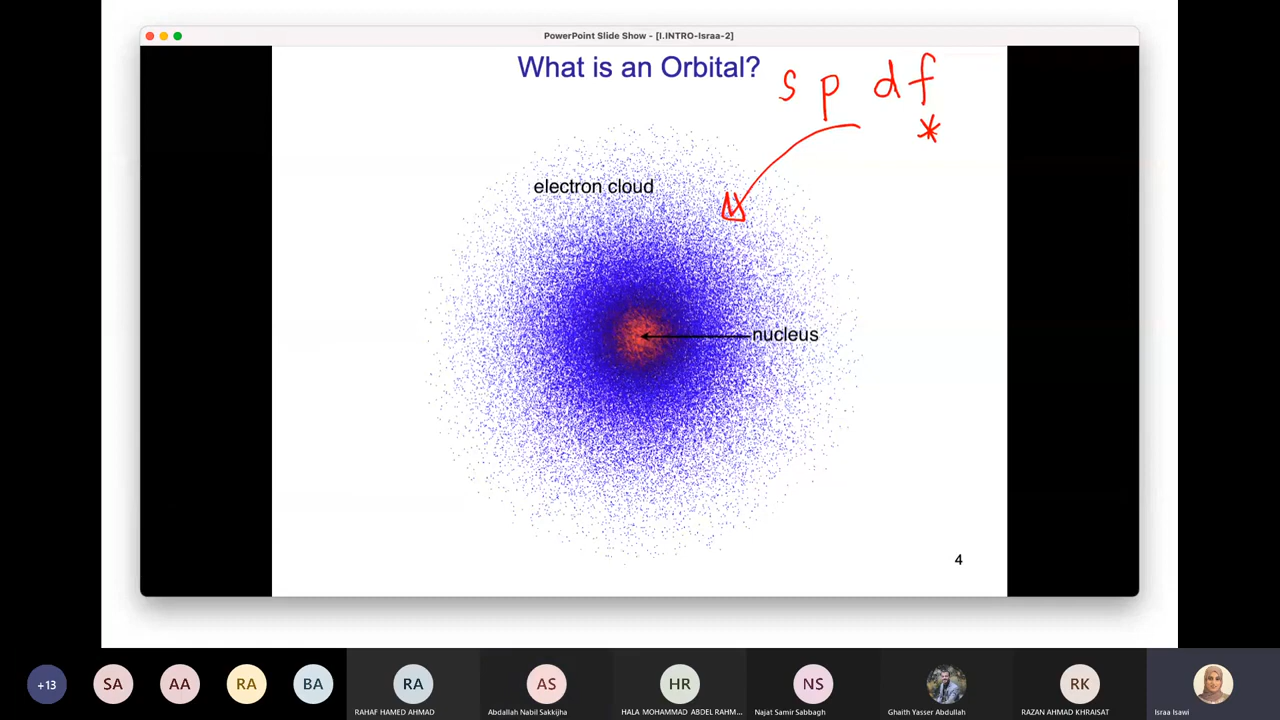 PowerPoint Slide Show - [I.INTRO-Israa-2]
What is an Orbital?
s p d f
*
electron cloud
nucleus
4
+13
SA
AA
RA
BA
RA
AS
HR
NS
RK
RAHAF HAMED AHMAD
Abdallah Nabil Sakkijha
HALA MOHAMMAD ABDEL RAHM...
Najat Samir Sabbagh
Ghaith Yasser Abdullah
RAZAN AHMAD KHRAISAT
Israa Isawi